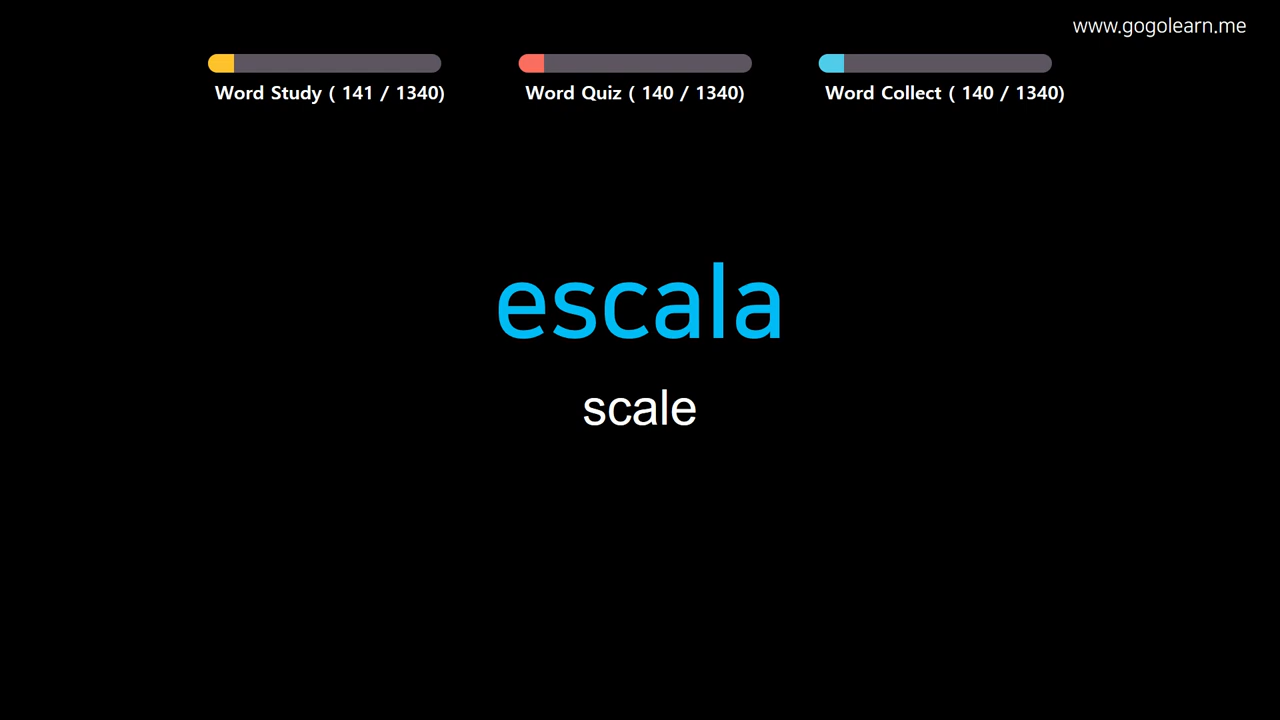 www.gogolearn.me
Word Study ( 141 / 1340)
Word Quiz ( 140 / 1340)
Word Collect ( 140 / 1340)
escala
scale